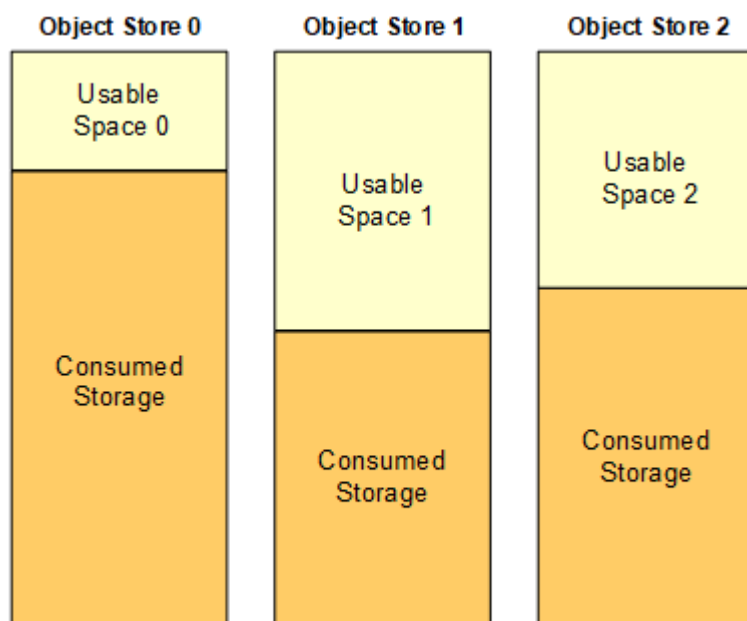 Object Store 0
Object Store 1
Object Store 2
Usable
Space 0
Usable
Space 1
Usable
Space 2
Consumed
Storage
Consumed
Storage
Consumed
Storage